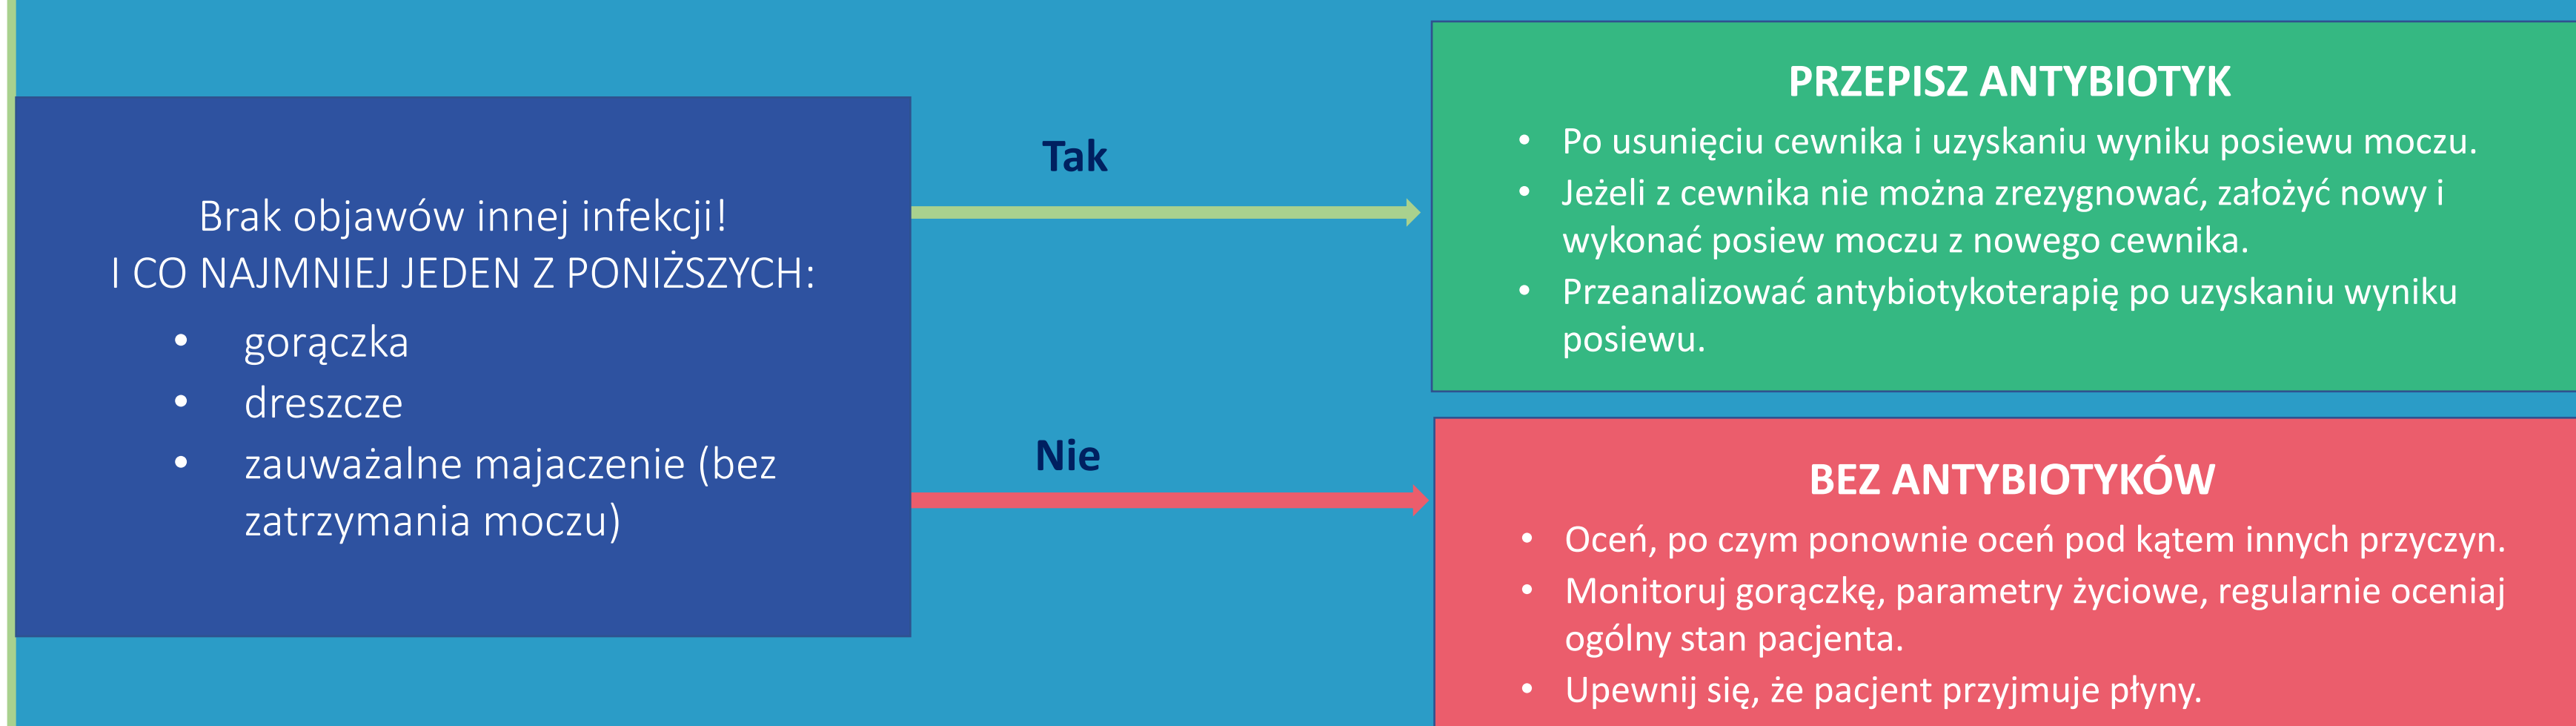 Brak objawów innej infekcji!
I CO NAJMNIEJ JEDEN Z PONIŻSZYCH:
• gorączka
• dreszcze
• zauważalne majaczenie (bez
zatrzymania moczu)
Tak
PRZEPISZ ANTYBIOTYK
• Po usunięciu cewnika i uzyskaniu wyniku posiewu moczu.
• Jeżeli z cewnika nie można zrezygnować, założyć nowy i
wykonać posiew moczu z nowego cewnika.
• Przeanalizować antybiotykoterapię po uzyskaniu wyniku
posiewu.
Nie
BEZ ANTYBIOTYKÓW
• Oceń, po czym ponownie oceń pod kątem innych przyczyn.
• Monitoruj gorączkę, parametry życiowe, regularnie oceniaj
ogólny stan pacjenta.
• Upewnij się, że pacjent przyjmuje płyny.